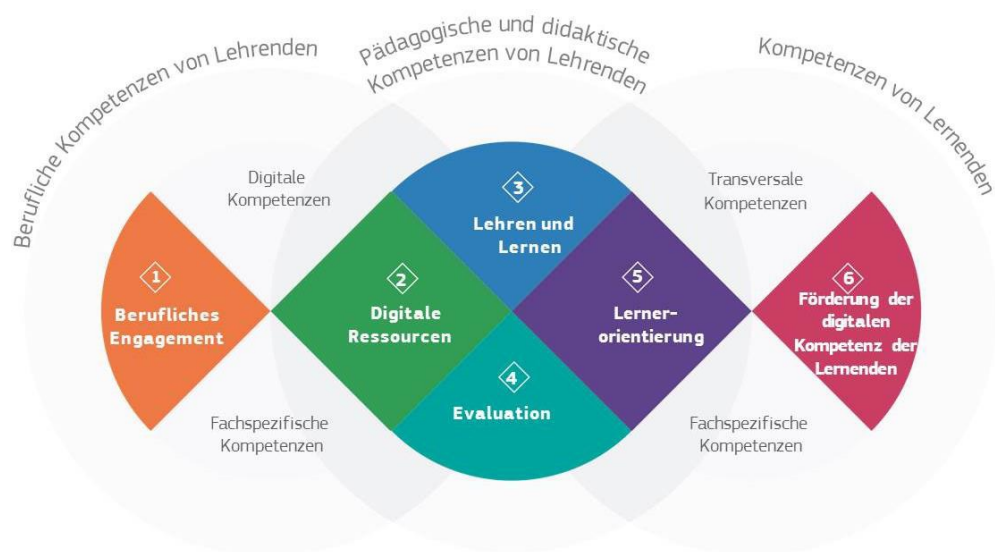 Berufliche Kompetenzen von Lehrenden
Pädagogische und didaktische
Kompetenzen von Lehrenden
Kompetenzen von Lernenden
Digitale
Kompetenzen
Transversale
Kompetenzen
1
Berufliches
Engagement
2
Digitale
Ressourcen
3
Lehren und
Lernen
4
Evaluation
5
Lerner-
orientierung
6
Förderung der
digitalen
Kompetenz der
Lernenden
Fachspezifische
Kompetenzen
Fachspezifische
Kompetenzen